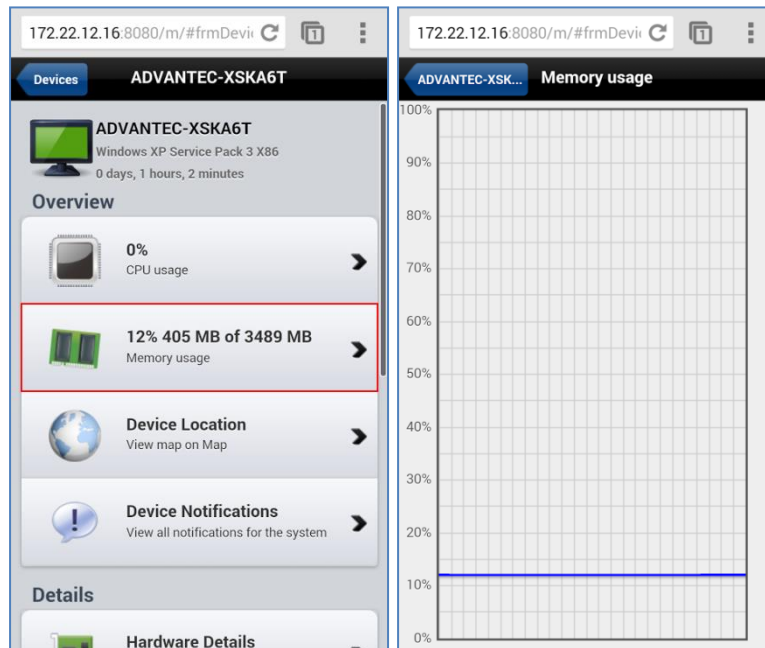 172.22.12.16:8080/m/#frmDevi
1
Devices
ADVANTEC-XSKA6T
ADVANTEC-XSKA6T
Windows XP Service Pack 3 X86
0 days, 1 hours, 2 minutes
Overview
0%
CPU usage
12% 405 MB of 3489 MB
Memory usage
Device Location
View map on Map
Device Notifications
View all notifications for the system
Details
Hardware Details
172.22.12.16:8080/m/#frmDevi
1
ADVANTEC-XSK...
Memory usage
100%
90%
80%
70%
60%
50%
40%
30%
20%
10%
0%